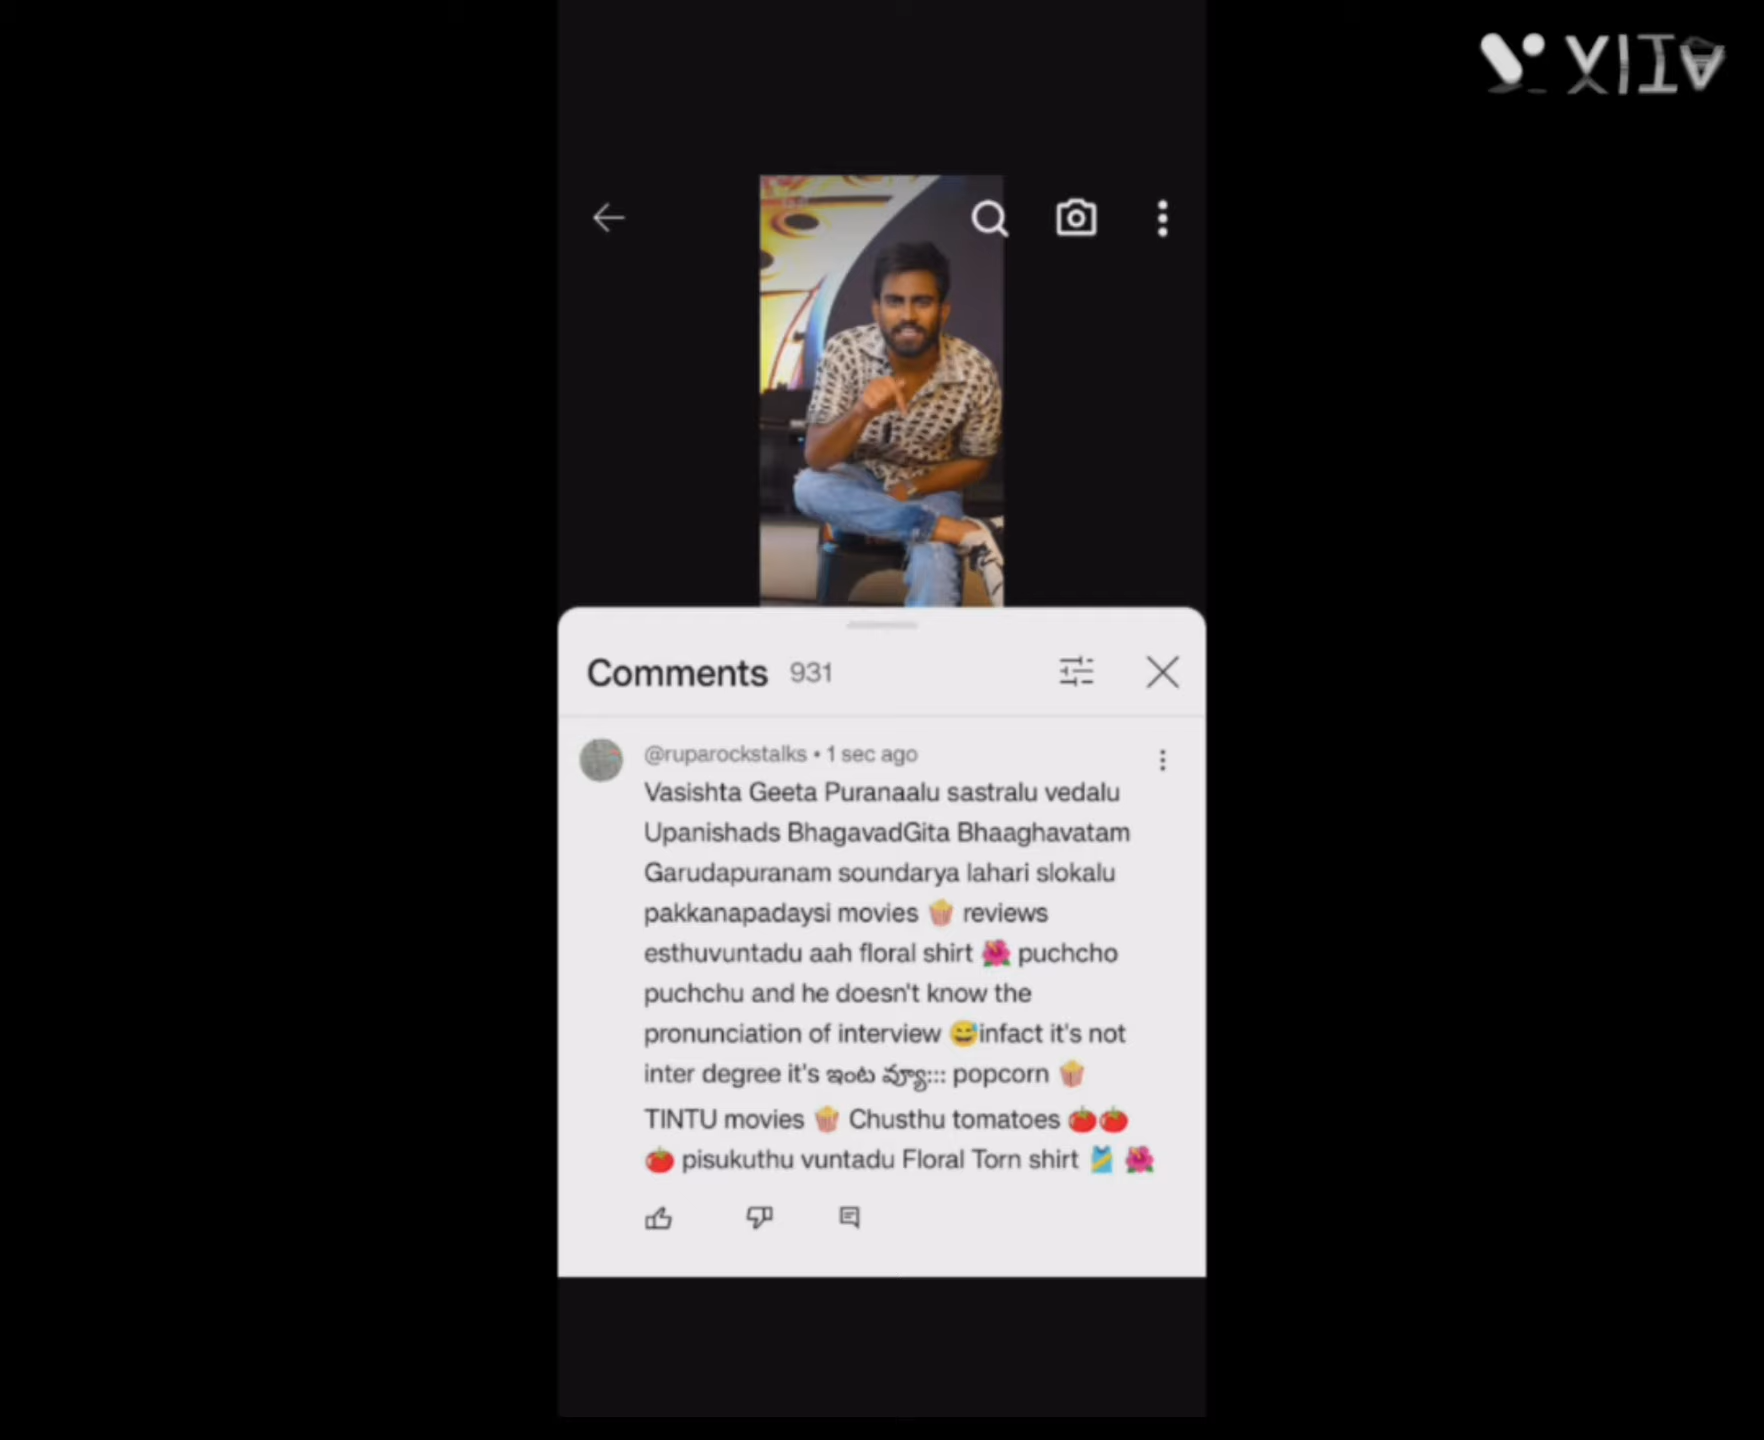 VITA
Comments 931
@ruparockstalks • 1 sec ago
Vasishta Geeta Puranaalu sastralu vedalu
Upanishads BhagavadGita Bhaaghavatam
Garudapuranam soundarya lahari slokalu
pakkanapadaysi movies 🍿 reviews
esthuvuntadu aah floral shirt 🌺 puchcho
puchchu and he doesn't know the
pronunciation of interview 😅infact it's not
inter degree it's ఇంట వ్యూ::: popcorn 🍿
TINTU movies 🍿 Chusthu tomatoes 🍅🍅
🍅 pisukuthu vuntadu Floral Torn shirt 🎽 🌺